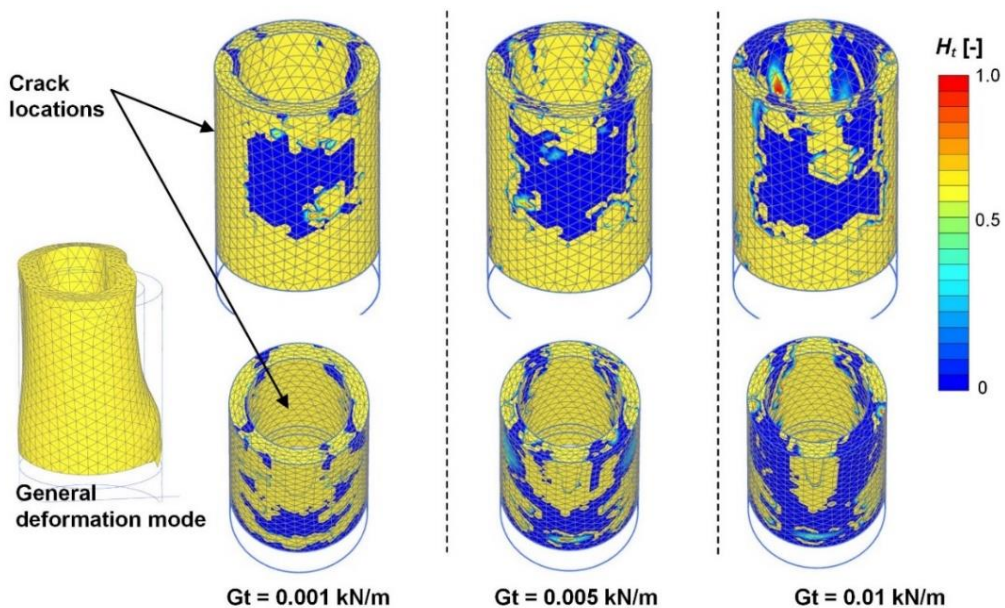 Crack
locations
H_t [-]
1.0
0.5
0
General
deformation mode
Gt = 0.001 kN/m
Gt = 0.005 kN/m
Gt = 0.01 kN/m